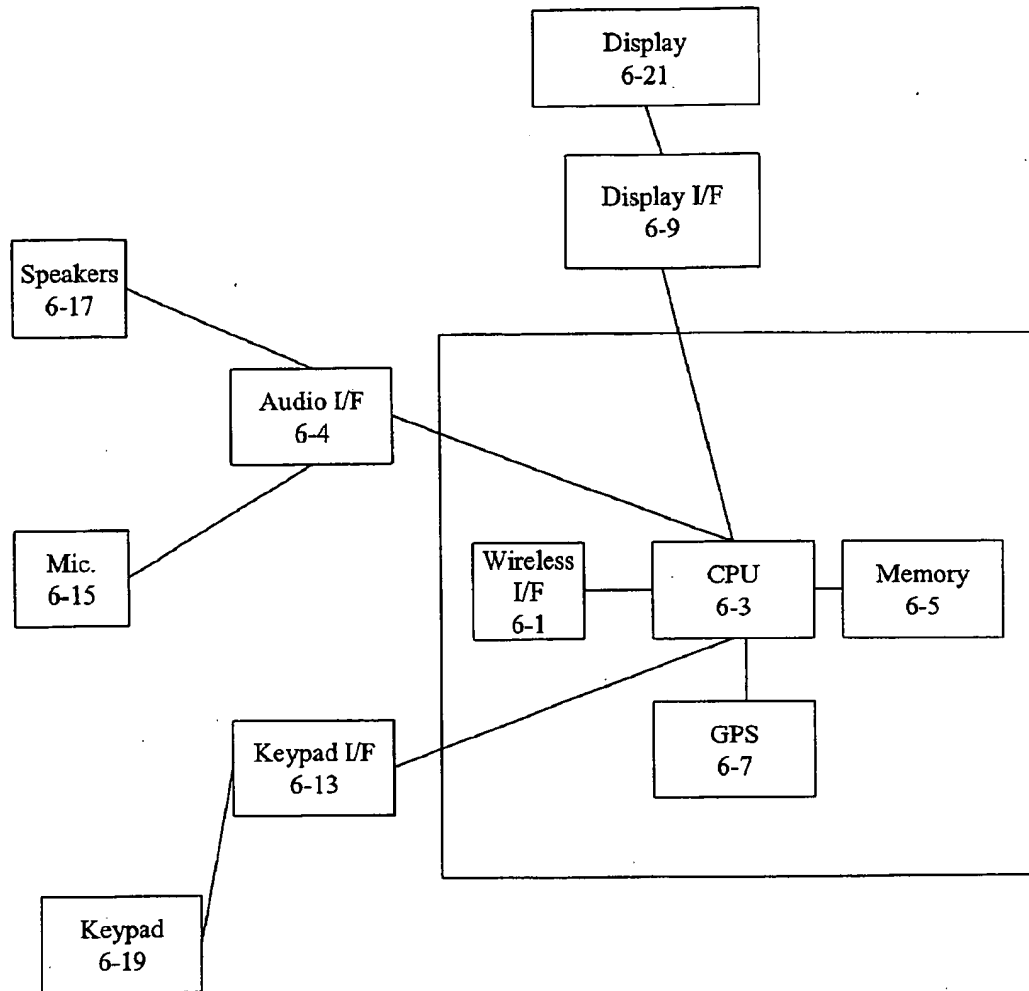 Display
6-21
Display I/F
6-9
Speakers
6-17
Audio I/F
6-4
Mic.
6-15
Wireless
I/F
6-1
CPU
6-3
Memory
6-5
GPS
6-7
Keypad I/F
6-13
Keypad
6-19